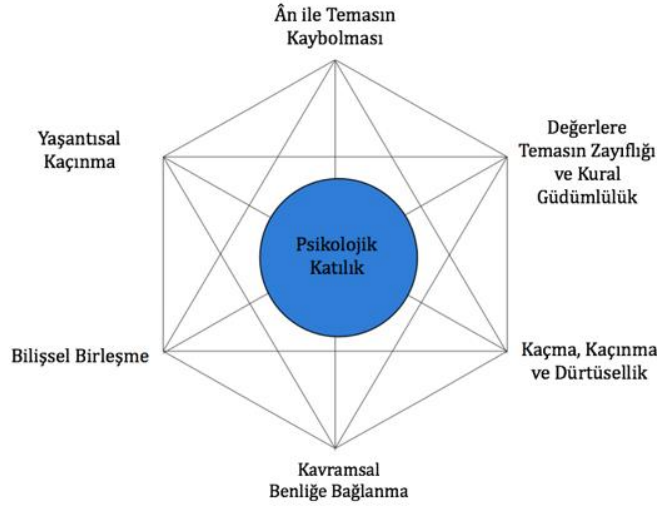 Ân ile Temasın
Kaybolması
Yaşantısal
Kaçınma
Değerlere
Temasın Zayıflığı
ve Kural
Güdümlülük
Psikolojik
Katılık
Bilişsel Birleşme
Kaçma, Kaçınma
ve Dürtüsellik
Kavramsal
Benliğe Bağlanma